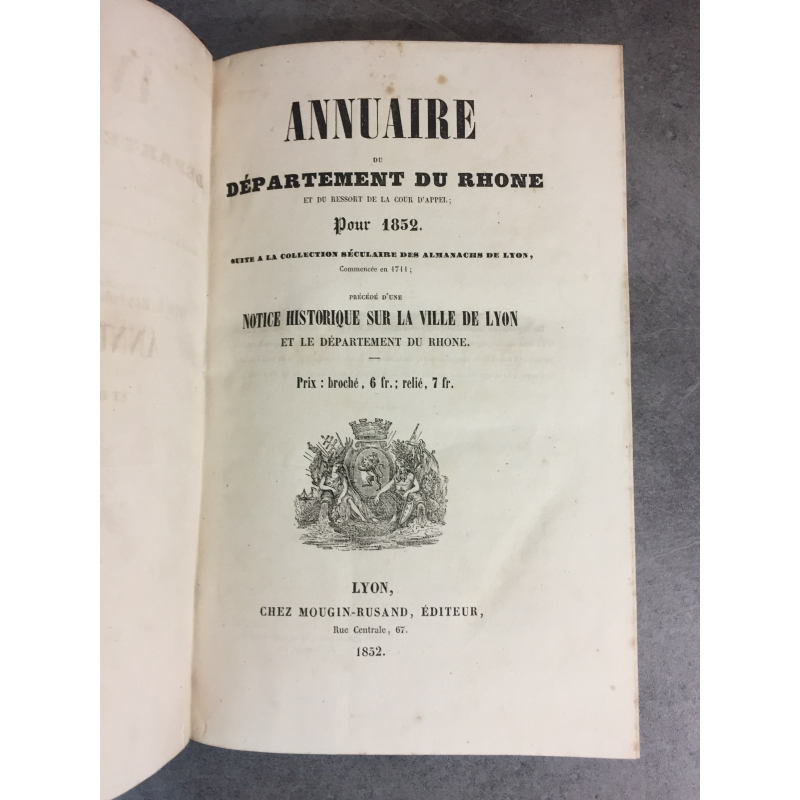 ANNUAIRE
DU
DÉPARTEMENT DU RHONE
ET DU RESSORT DE LA COUR D'APPEL;
Pour 1852.
SUITE A LA COLLECTION SÉCULAIRE DES ALMANACHS DE LYON,
Commencée en 1711;
PRÉCÉDÉ D'UNE
NOTICE HISTORIQUE SUR LA VILLE DE LYON
ET LE DÉPARTEMENT DU RHONE.
Prix : broché, 6 fr.; relié, 7 fr.
LYON,
CHEZ MOUGIN-RUSAND, ÉDITEUR,
Rue Centrale, 67.
1852.